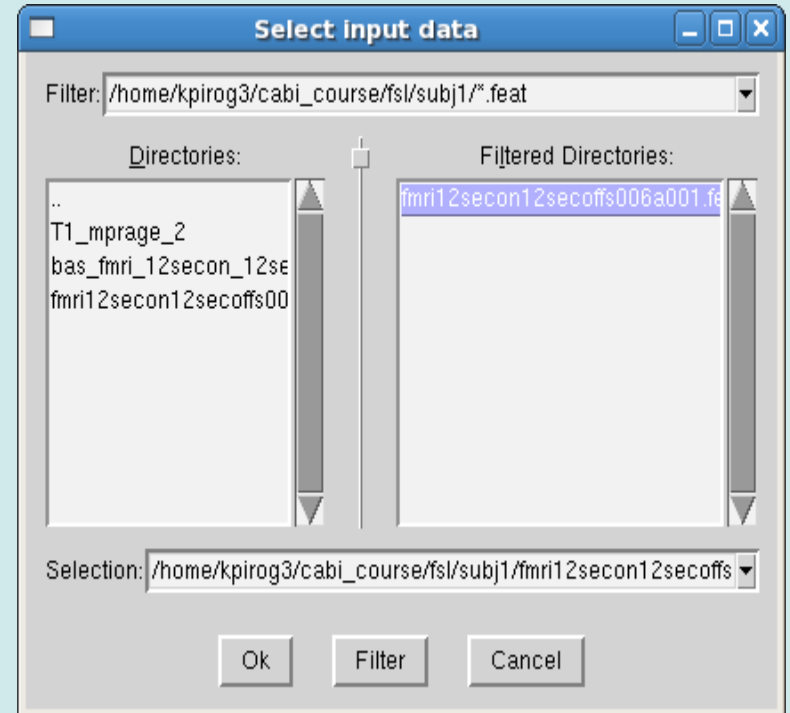 Select input data
Filter: /home/kpirog3/cabi_course/fsl/subj1/*.feat
Directories:
..
T1_mprage_2
bas_fmri_12secon_12se
fmri12secon12secoffs00
Filtered Directories:
fmri12secon12secoffs006a001.fe
Selection: /home/kpirog3/cabi_course/fsl/subj1/fmri12secon12secoffs
Ok Filter Cancel